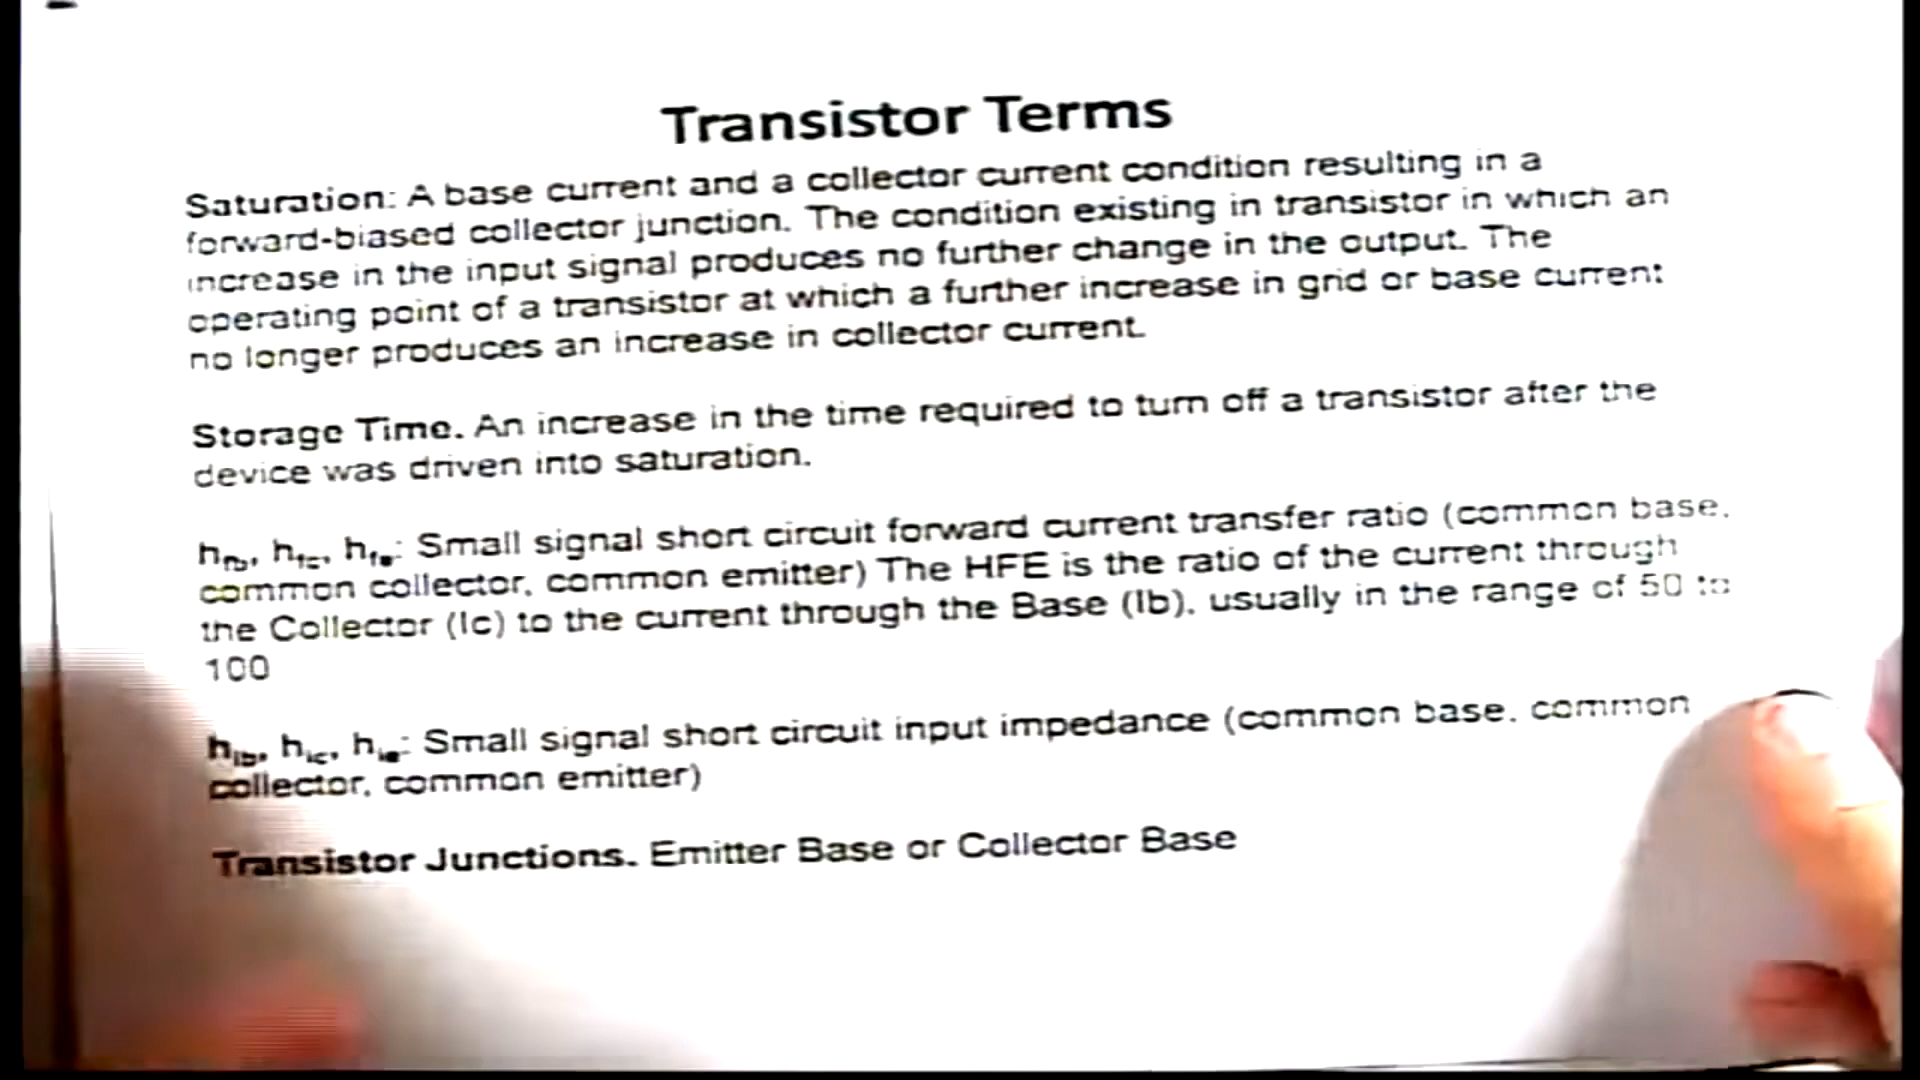 Transistor Terms
Saturation: A base current and a collector current condition resulting in a
forward-biased collector junction. The condition existing in transistor in which an
increase in the input signal produces no further change in the output. The
operating point of a transistor at which a further increase in grid or base current
no longer produces an increase in collector current.
Storage Time. An increase in the time required to turn off a transistor after the
device was driven into saturation.
hfb, hfc, hfe: Small signal short circuit forward current transfer ratio (common base,
common collector, common emitter) The HFE is the ratio of the current through
the Collector (Ic) to the current through the Base (Ib), usually in the range of 50 to
100
hib, hic, hie: Small signal short circuit input impedance (common base, common
collector, common emitter)
Transistor Junctions. Emitter Base or Collector Base